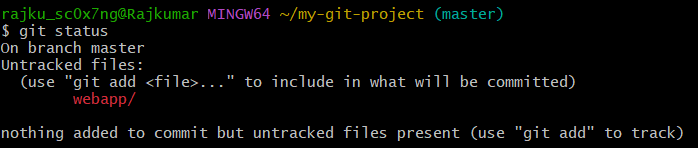 rajku_sc0x7ng@Rajkumar MINGW64 ~/my-git-project (master)
$ git status
On branch master
Untracked files:
  (use "git add <file>..." to include in what will be committed)
        webapp/

nothing added to commit but untracked files present (use "git add" to track)